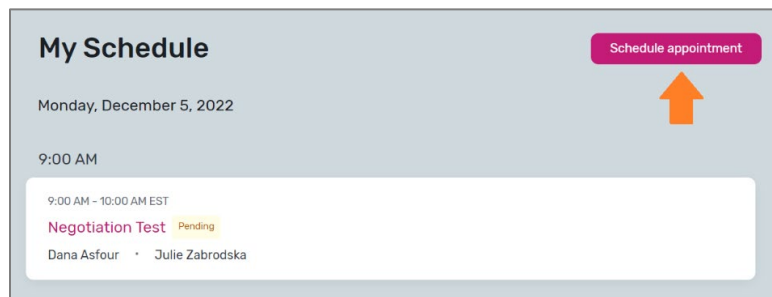 My Schedule
Schedule appointment
Monday, December 5, 2022
9:00 AM
9:00 AM - 10:00 AM EST
Negotiation Test Pending
Dana Asfour • Julie Zabrodska